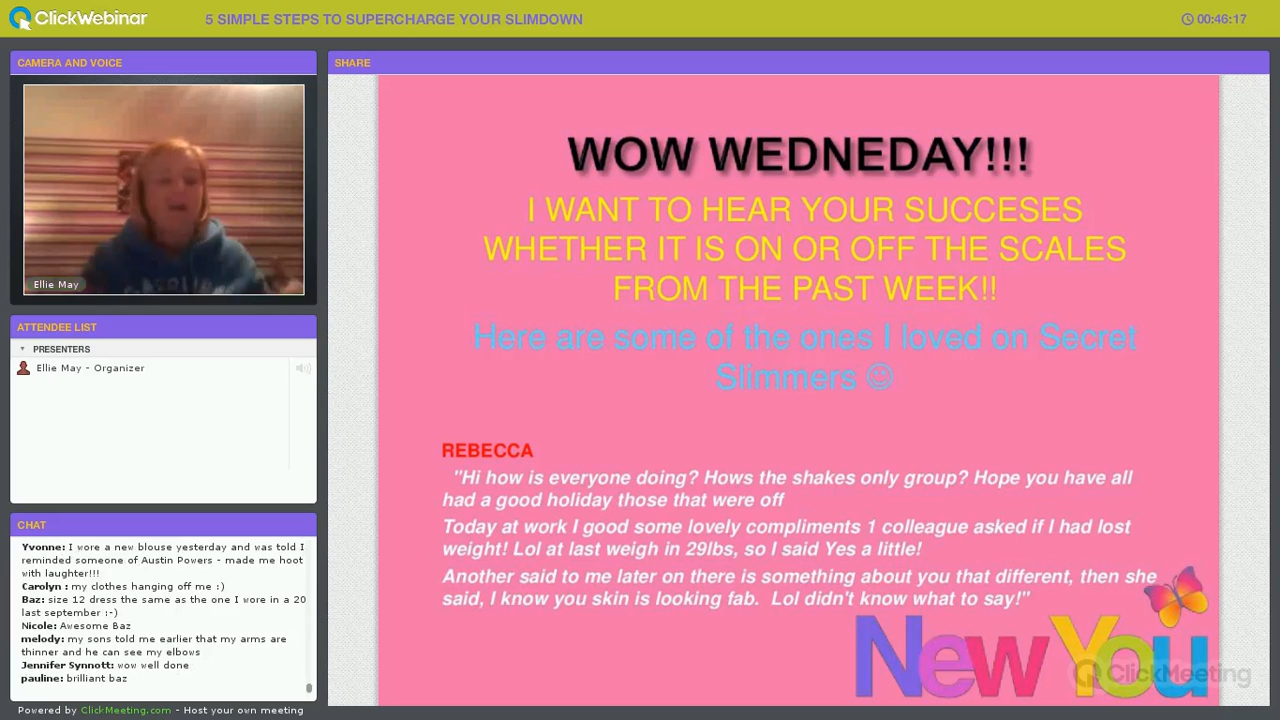 ClickWebinar
5 SIMPLE STEPS TO SUPERCHARGE YOUR SLIMDOWN
00:46:17
CAMERA AND VOICE
Ellie May
ATTENDEE LIST
PRESENTERS
Ellie May - Organizer
CHAT
Yvonne: I wore a new blouse yesterday and was told I
reminded someone of Austin Powers - made me hoot
with laughter!!!
Carolyn : my clothes hanging off me :)
Baz: size 12 dress the same as the one I wore in a 20
last september :-)
Nicole: Awesome Baz
melody: my sons told me earlier that my arms are
thinner and he can see my elbows
Jennifer Synnott: wow well done
pauline: brilliant baz
Powered by ClickMeeting.com - Host your own meeting
SHARE
WOW WEDNEDAY!!!
I WANT TO HEAR YOUR SUCCESES
WHETHER IT IS ON OR OFF THE SCALES
FROM THE PAST WEEK!!
Here are some of the ones I loved on Secret
Slimmers ☺
REBECCA
"Hi how is everyone doing? Hows the shakes only group? Hope you have all
had a good holiday those that were off
Today at work I good some lovely compliments 1 colleague asked if I had lost
weight! Lol at last weigh in 29lbs, so I said Yes a little!
Another said to me later on there is something about you that different, then she
said, I know you skin is looking fab.  Lol didn't know what to say!"
New You
ClickMeeting